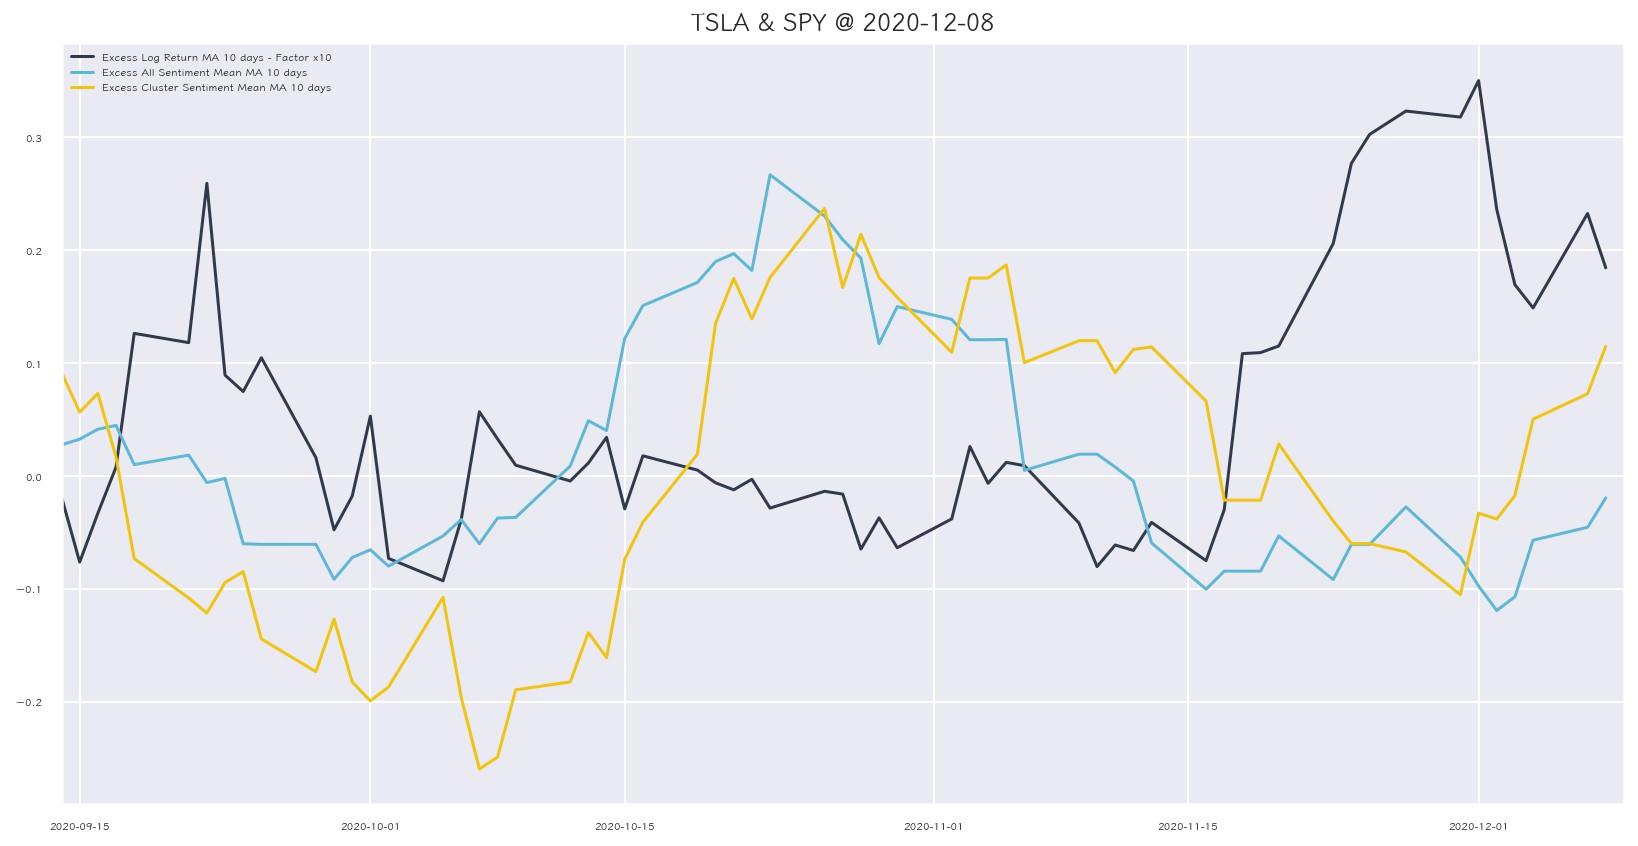 TSLA & SPY @ 2020-12-08
Excess Log Return MA 10 days - Factor x10
Excess All Sentiment Mean MA 10 days
Excess Cluster Sentiment Mean MA 10 days
0.3
0.2
0.1
0.0
−0.1
−0.2
2020-09-15 2020-10-01 2020-10-15 2020-11-01 2020-11-15 2020-12-01